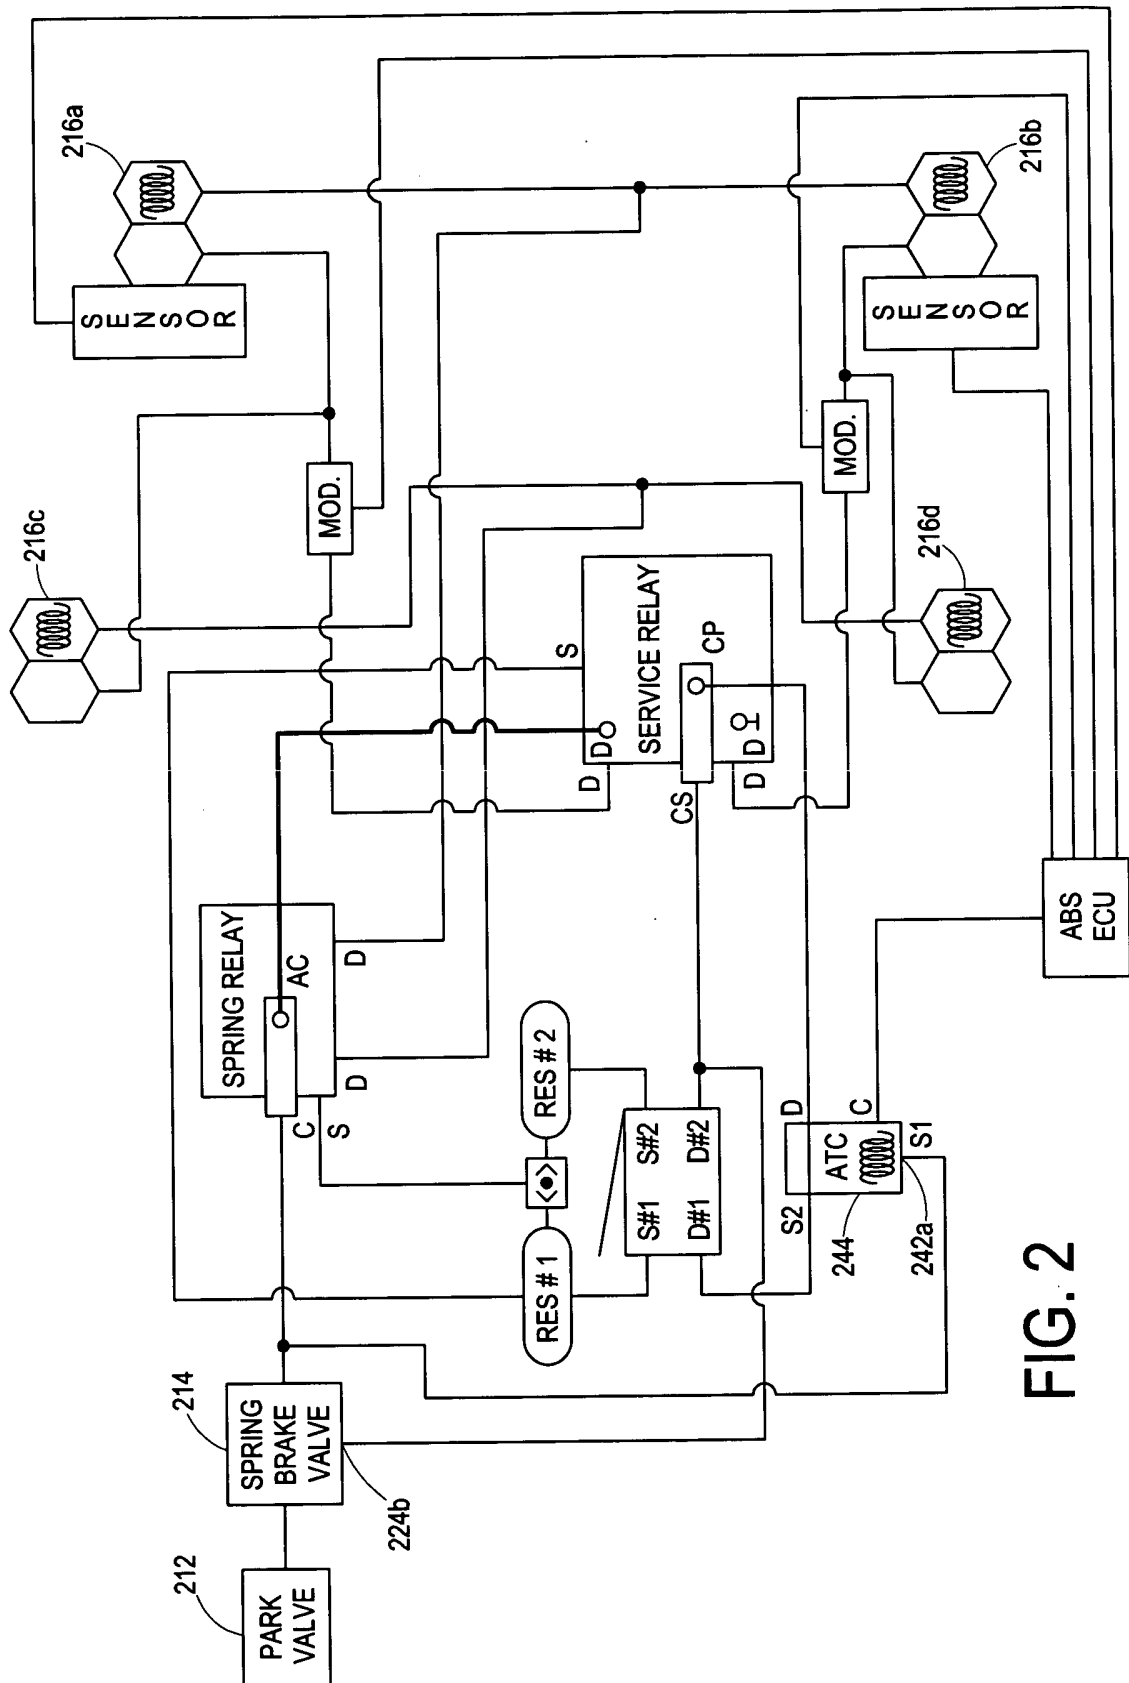 212
PARK
VALVE
214
SPRING
BRAKE
VALVE
224b
SPRING RELAY
AC
C
S
D
D
RES # 1
RES # 2
S#1
S#2
D#1
D#2
S2
D
ATC
C
S1
244
242a
ABS
ECU
S
D
D
SERVICE RELAY
CP
CS
D
D
MOD.
MOD.
216c
216d
SENSOR
SENSOR
216a
216b
FIG. 2